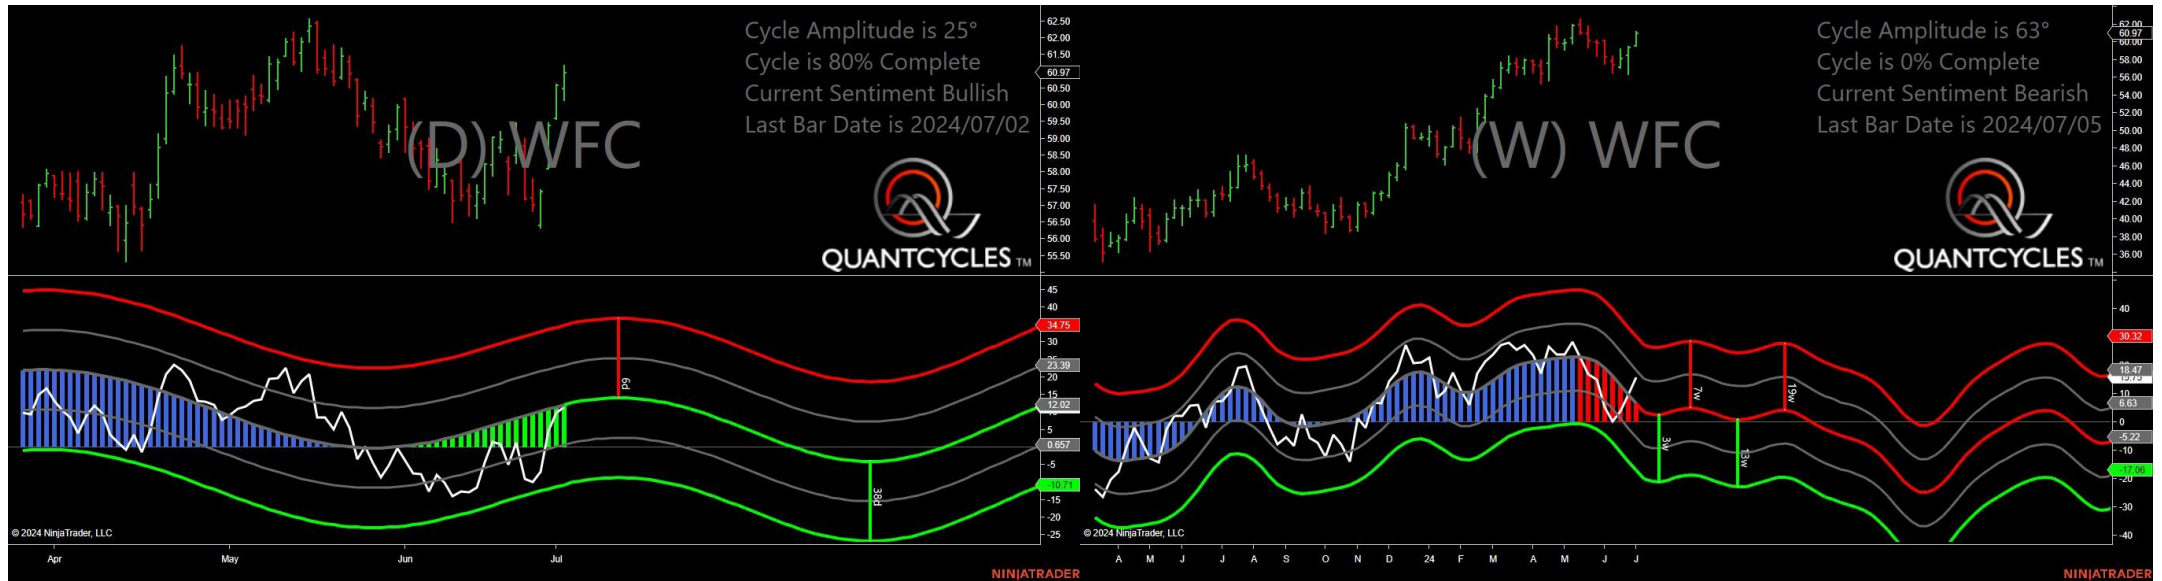 Cycle Amplitude is 25°
Cycle is 80% Complete
Current Sentiment Bullish
Last Bar Date is 2024/07/02
(D) WFC
QUANTCYCLES TM
62.50
62.00
61.50
60.97
60.50
60.00
59.50
59.00
58.50
58.00
57.50
57.00
56.50
56.00
55.50
45
40
34.75
30
25
23.39
20
15
12.02
5
0.657
-5
-10.71
-15
-20
-25
6d
38d
© 2024 NinjaTrader, LLC
Apr May Jun Jul
NINJATRADER
Cycle Amplitude is 63°
Cycle is 0% Complete
Current Sentiment Bearish
Last Bar Date is 2024/07/05
(W) WFC
QUANTCYCLES TM
62.00
60.97
60.00
58.00
56.00
54.00
52.00
50.00
48.00
46.00
44.00
42.00
40.00
38.00
36.00
40
30.32
18.47
10
6.63
0
-5.22
-10
-17.06
-20
-30
-40
7w
19w
3w
13w
© 2024 NinjaTrader, LLC
A M J J A S O N D 24 F M A M J J
NINJATRADER